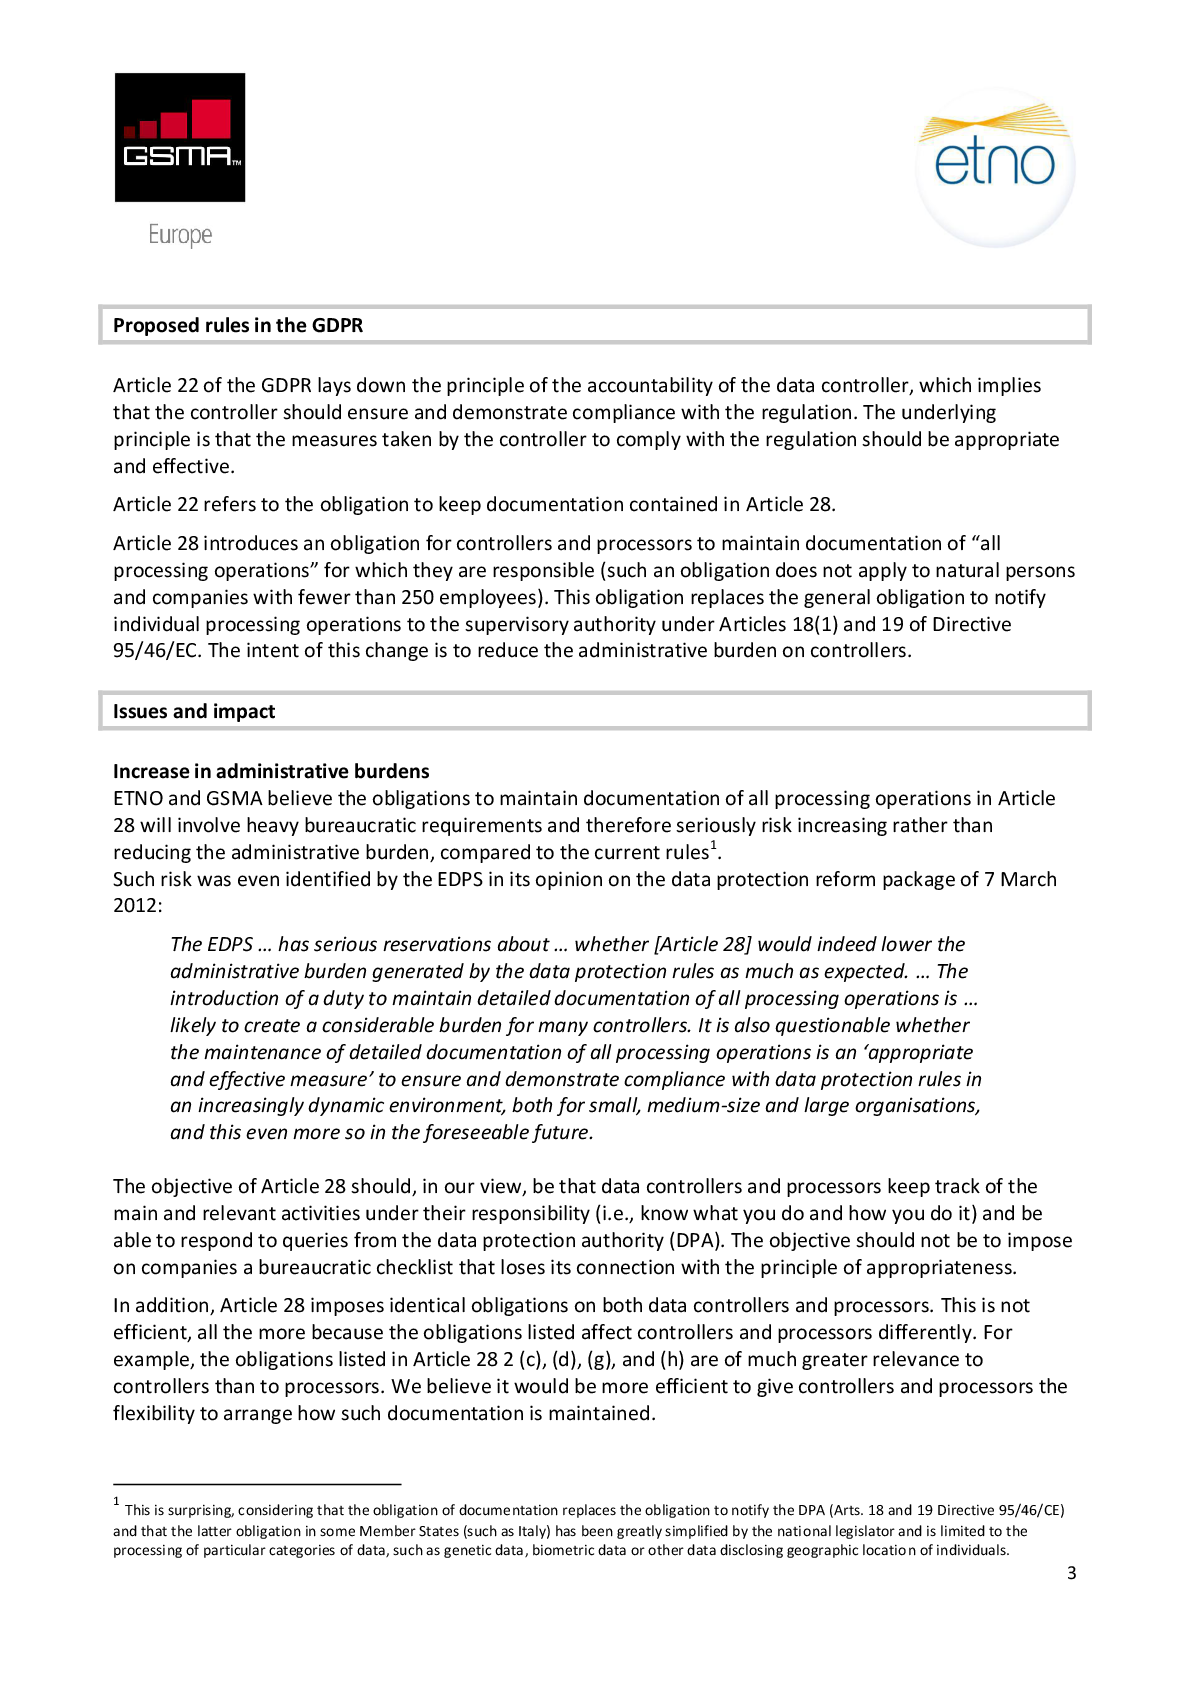 GSMA™
Europe
etno
Proposed rules in the GDPR
Article 22 of the GDPR lays down the principle of the accountability of the data controller, which implies
that the controller should ensure and demonstrate compliance with the regulation. The underlying
principle is that the measures taken by the controller to comply with the regulation should be appropriate
and effective.
Article 22 refers to the obligation to keep documentation contained in Article 28.
Article 28 introduces an obligation for controllers and processors to maintain documentation of “all
processing operations” for which they are responsible (such an obligation does not apply to natural persons
and companies with fewer than 250 employees). This obligation replaces the general obligation to notify
individual processing operations to the supervisory authority under Articles 18(1) and 19 of Directive
95/46/EC. The intent of this change is to reduce the administrative burden on controllers.
Issues and impact
Increase in administrative burdens
ETNO and GSMA believe the obligations to maintain documentation of all processing operations in Article
28 will involve heavy bureaucratic requirements and therefore seriously risk increasing rather than
reducing the administrative burden, compared to the current rules¹.
Such risk was even identified by the EDPS in its opinion on the data protection reform package of 7 March
2012:
The EDPS … has serious reservations about … whether [Article 28] would indeed lower the
administrative burden generated by the data protection rules as much as expected. … The
introduction of a duty to maintain detailed documentation of all processing operations is …
likely to create a considerable burden for many controllers. It is also questionable whether
the maintenance of detailed documentation of all processing operations is an ‘appropriate
and effective measure’ to ensure and demonstrate compliance with data protection rules in
an increasingly dynamic environment, both for small, medium-size and large organisations,
and this even more so in the foreseeable future.
The objective of Article 28 should, in our view, be that data controllers and processors keep track of the
main and relevant activities under their responsibility (i.e., know what you do and how you do it) and be
able to respond to queries from the data protection authority (DPA). The objective should not be to impose
on companies a bureaucratic checklist that loses its connection with the principle of appropriateness.
In addition, Article 28 imposes identical obligations on both data controllers and processors. This is not
efficient, all the more because the obligations listed affect controllers and processors differently. For
example, the obligations listed in Article 28 2 (c), (d), (g), and (h) are of much greater relevance to
controllers than to processors. We believe it would be more efficient to give controllers and processors the
flexibility to arrange how such documentation is maintained.
¹ This is surprising, considering that the obligation of documentation replaces the obligation to notify the DPA (Arts. 18 and 19 Directive 95/46/CE)
and that the latter obligation in some Member States (such as Italy) has been greatly simplified by the national legislator and is limited to the
processing of particular categories of data, such as genetic data, biometric data or other data disclosing geographic location of individuals.
3